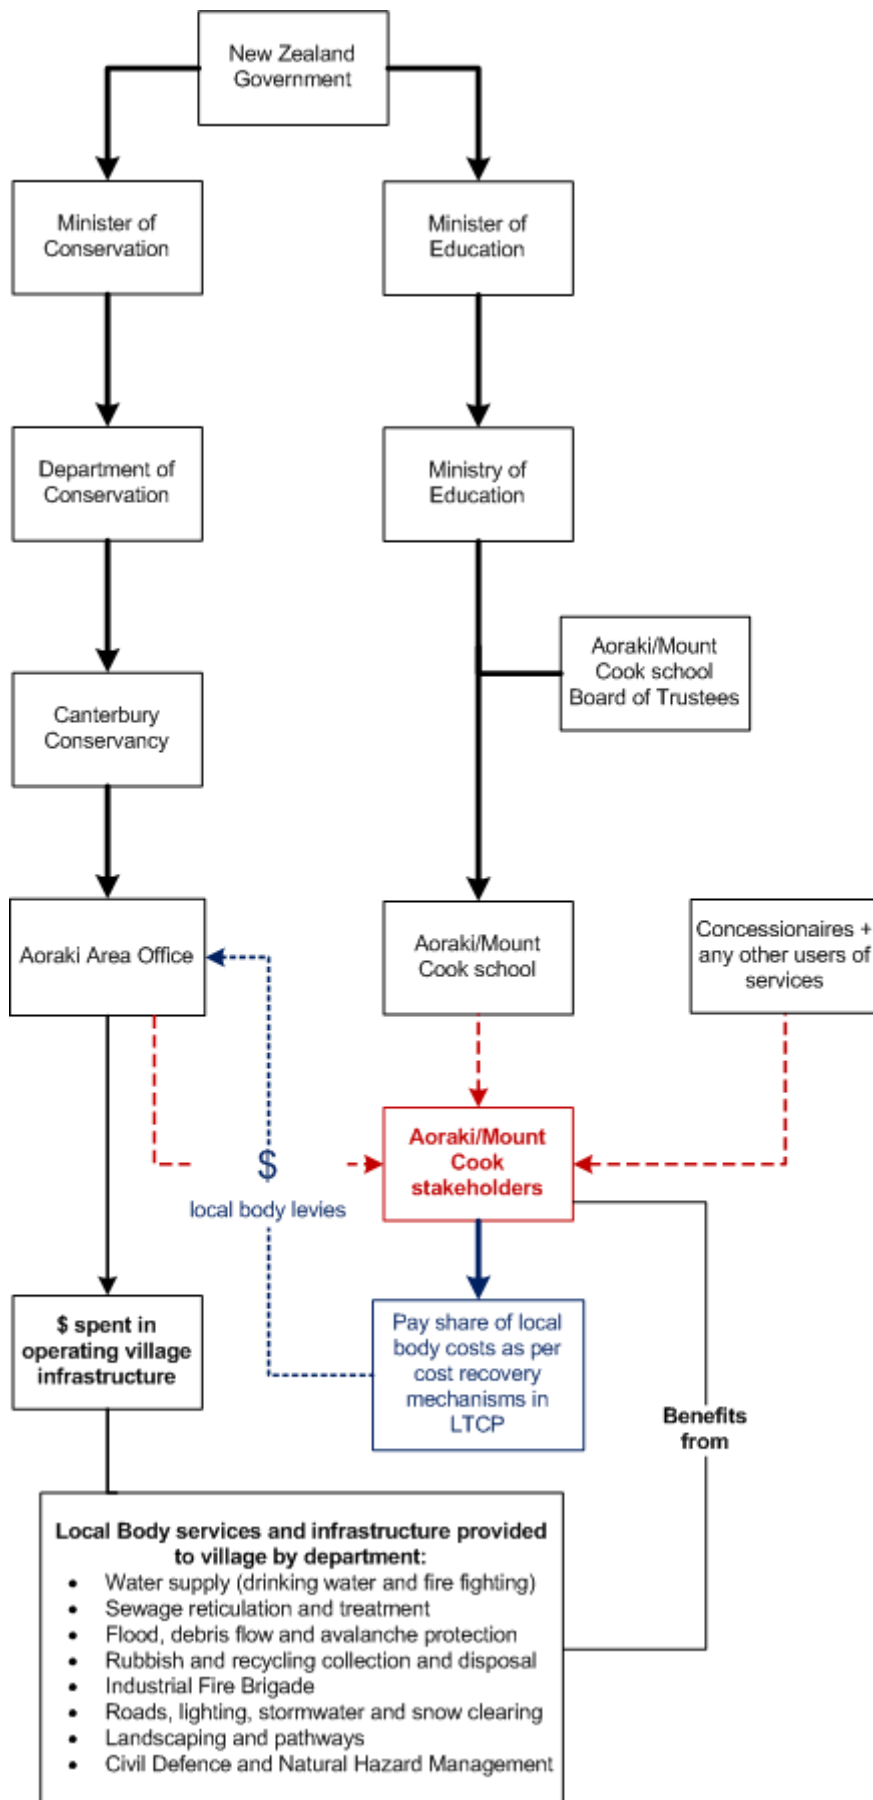 New Zealand
Government
Minister of
Conservation
Minister of
Education
Department of
Conservation
Ministry of
Education
Aoraki/Mount
Cook school
Board of Trustees
Canterbury
Conservancy
Aoraki Area Office
Aoraki/Mount
Cook school
Concessionaires +
any other users of
services
Aoraki/Mount
Cook
stakeholders
$
local body levies
$ spent in
operating village
infrastructure
Pay share of local
body costs as per
cost recovery
mechanisms in
LTCP
Benefits
from
Local Body services and infrastructure provided
to village by department:
• Water supply (drinking water and fire fighting)
• Sewage reticulation and treatment
• Flood, debris flow and avalanche protection
• Rubbish and recycling collection and disposal
• Industrial Fire Brigade
• Roads, lighting, stormwater and snow clearing
• Landscaping and pathways
• Civil Defence and Natural Hazard Management